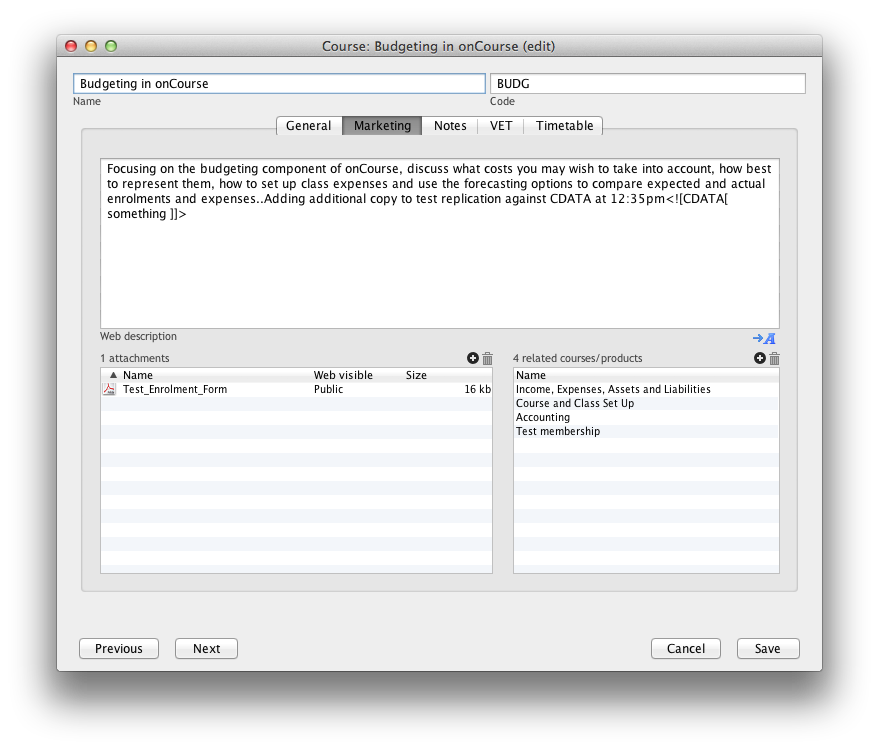 Course: Budgeting in onCourse (edit)
Budgeting in onCourse BUDG
Name Code
General Marketing Notes VET Timetable
Focusing on the budgeting component of onCourse, discuss what costs you may wish to take into account, how best
to represent them, how to set up class expenses and use the forecasting options to compare expected and actual
enrolments and expenses..Adding additional copy to test replication against CDATA at 12:35pm<![CDATA[
something ]]>
Web description
1 attachments
Name Web visible Size
Test_Enrolment_Form Public 16 kb
4 related courses/products
Name
Income, Expenses, Assets and Liabilities
Course and Class Set Up
Accounting
Test membership
Previous Next Cancel Save